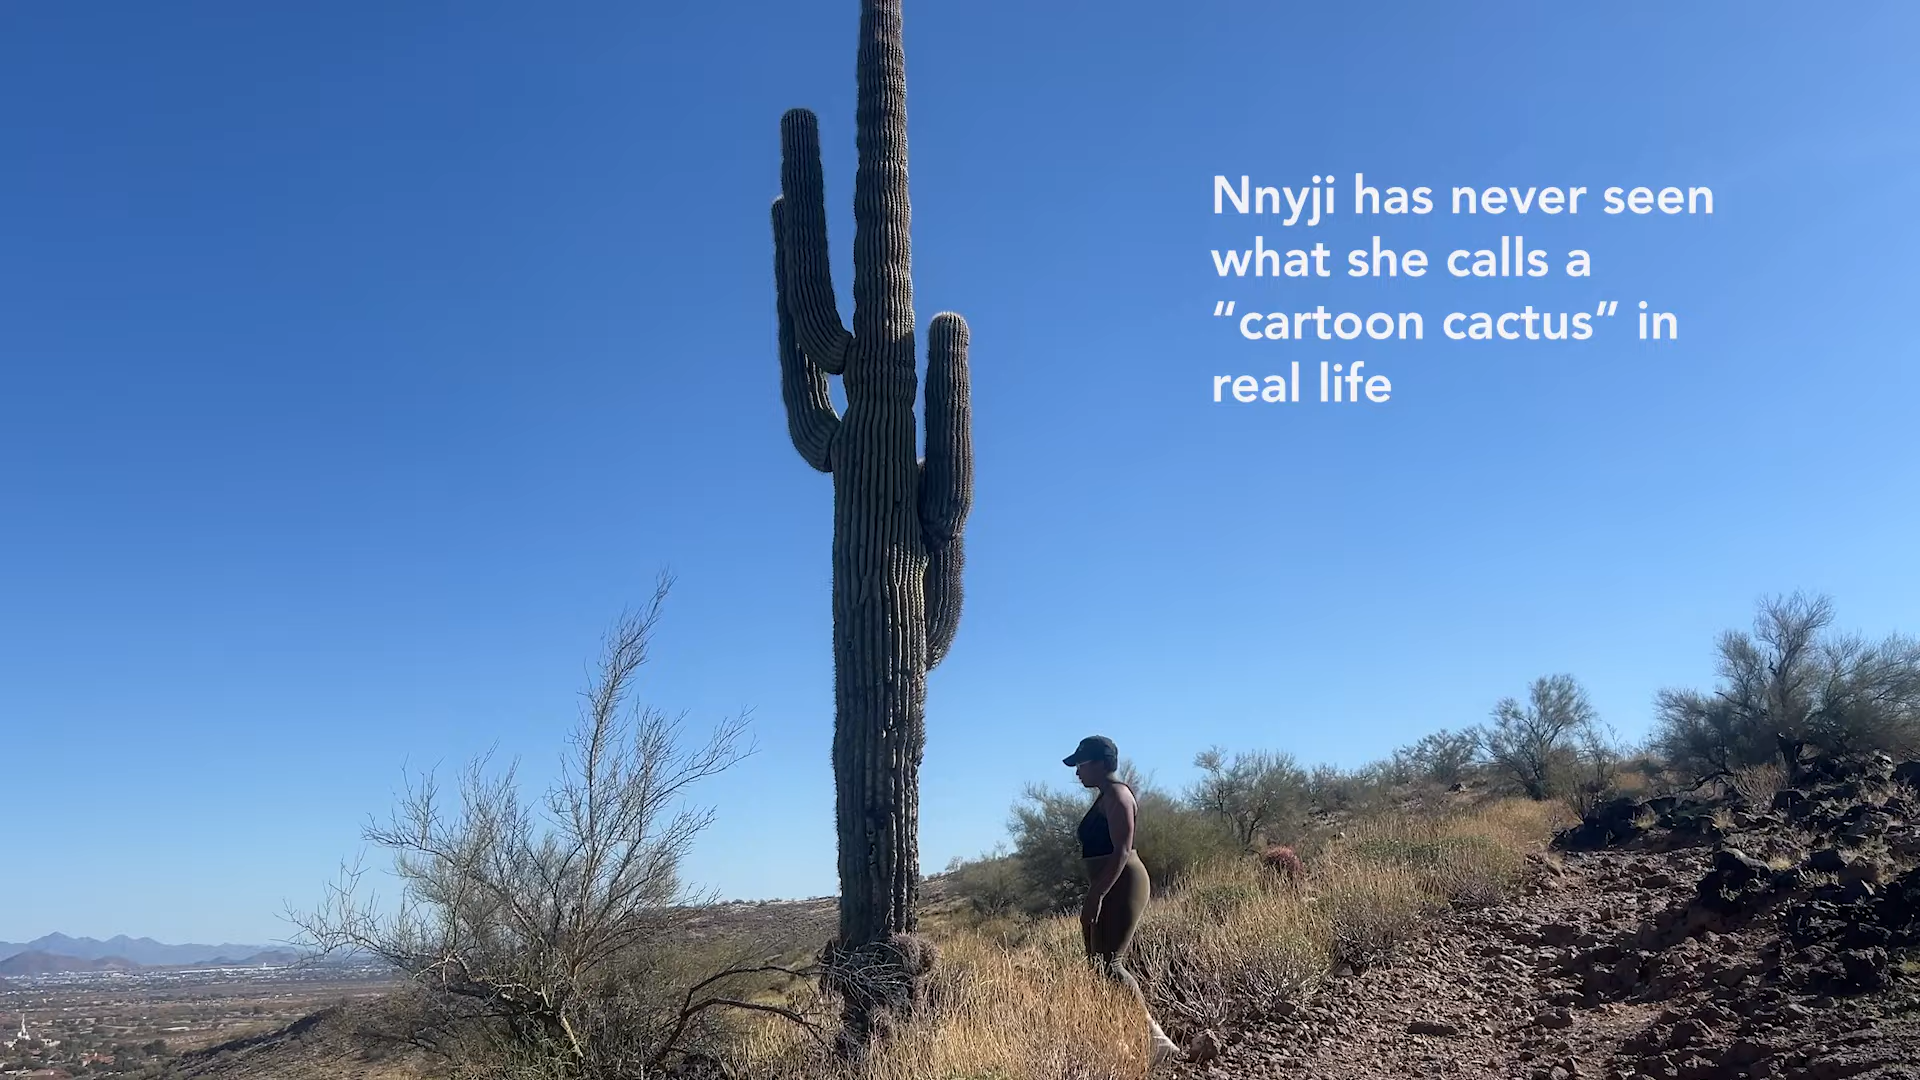 Nnyji has never seen
what she calls a
“cartoon cactus” in
real life